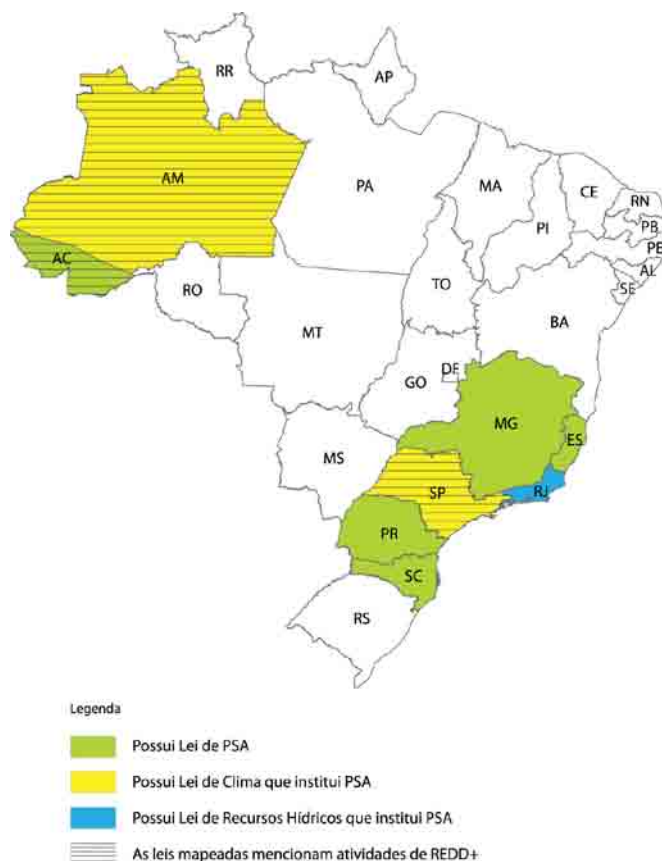 RR
AP
AM
PA
MA
CE
RN
PB
PI
PE
AL
AC
SE
TO
RO
BA
MT
DE
GO
MG
ES
MS
SP
RJ
PR
SC
RS
Legenda
Possui Lei de PSA
Possui Lei de Clima que institui PSA
Possui Lei de Recursos Hídricos que institui PSA
As leis mapeadas mencionam atividades de REDD+